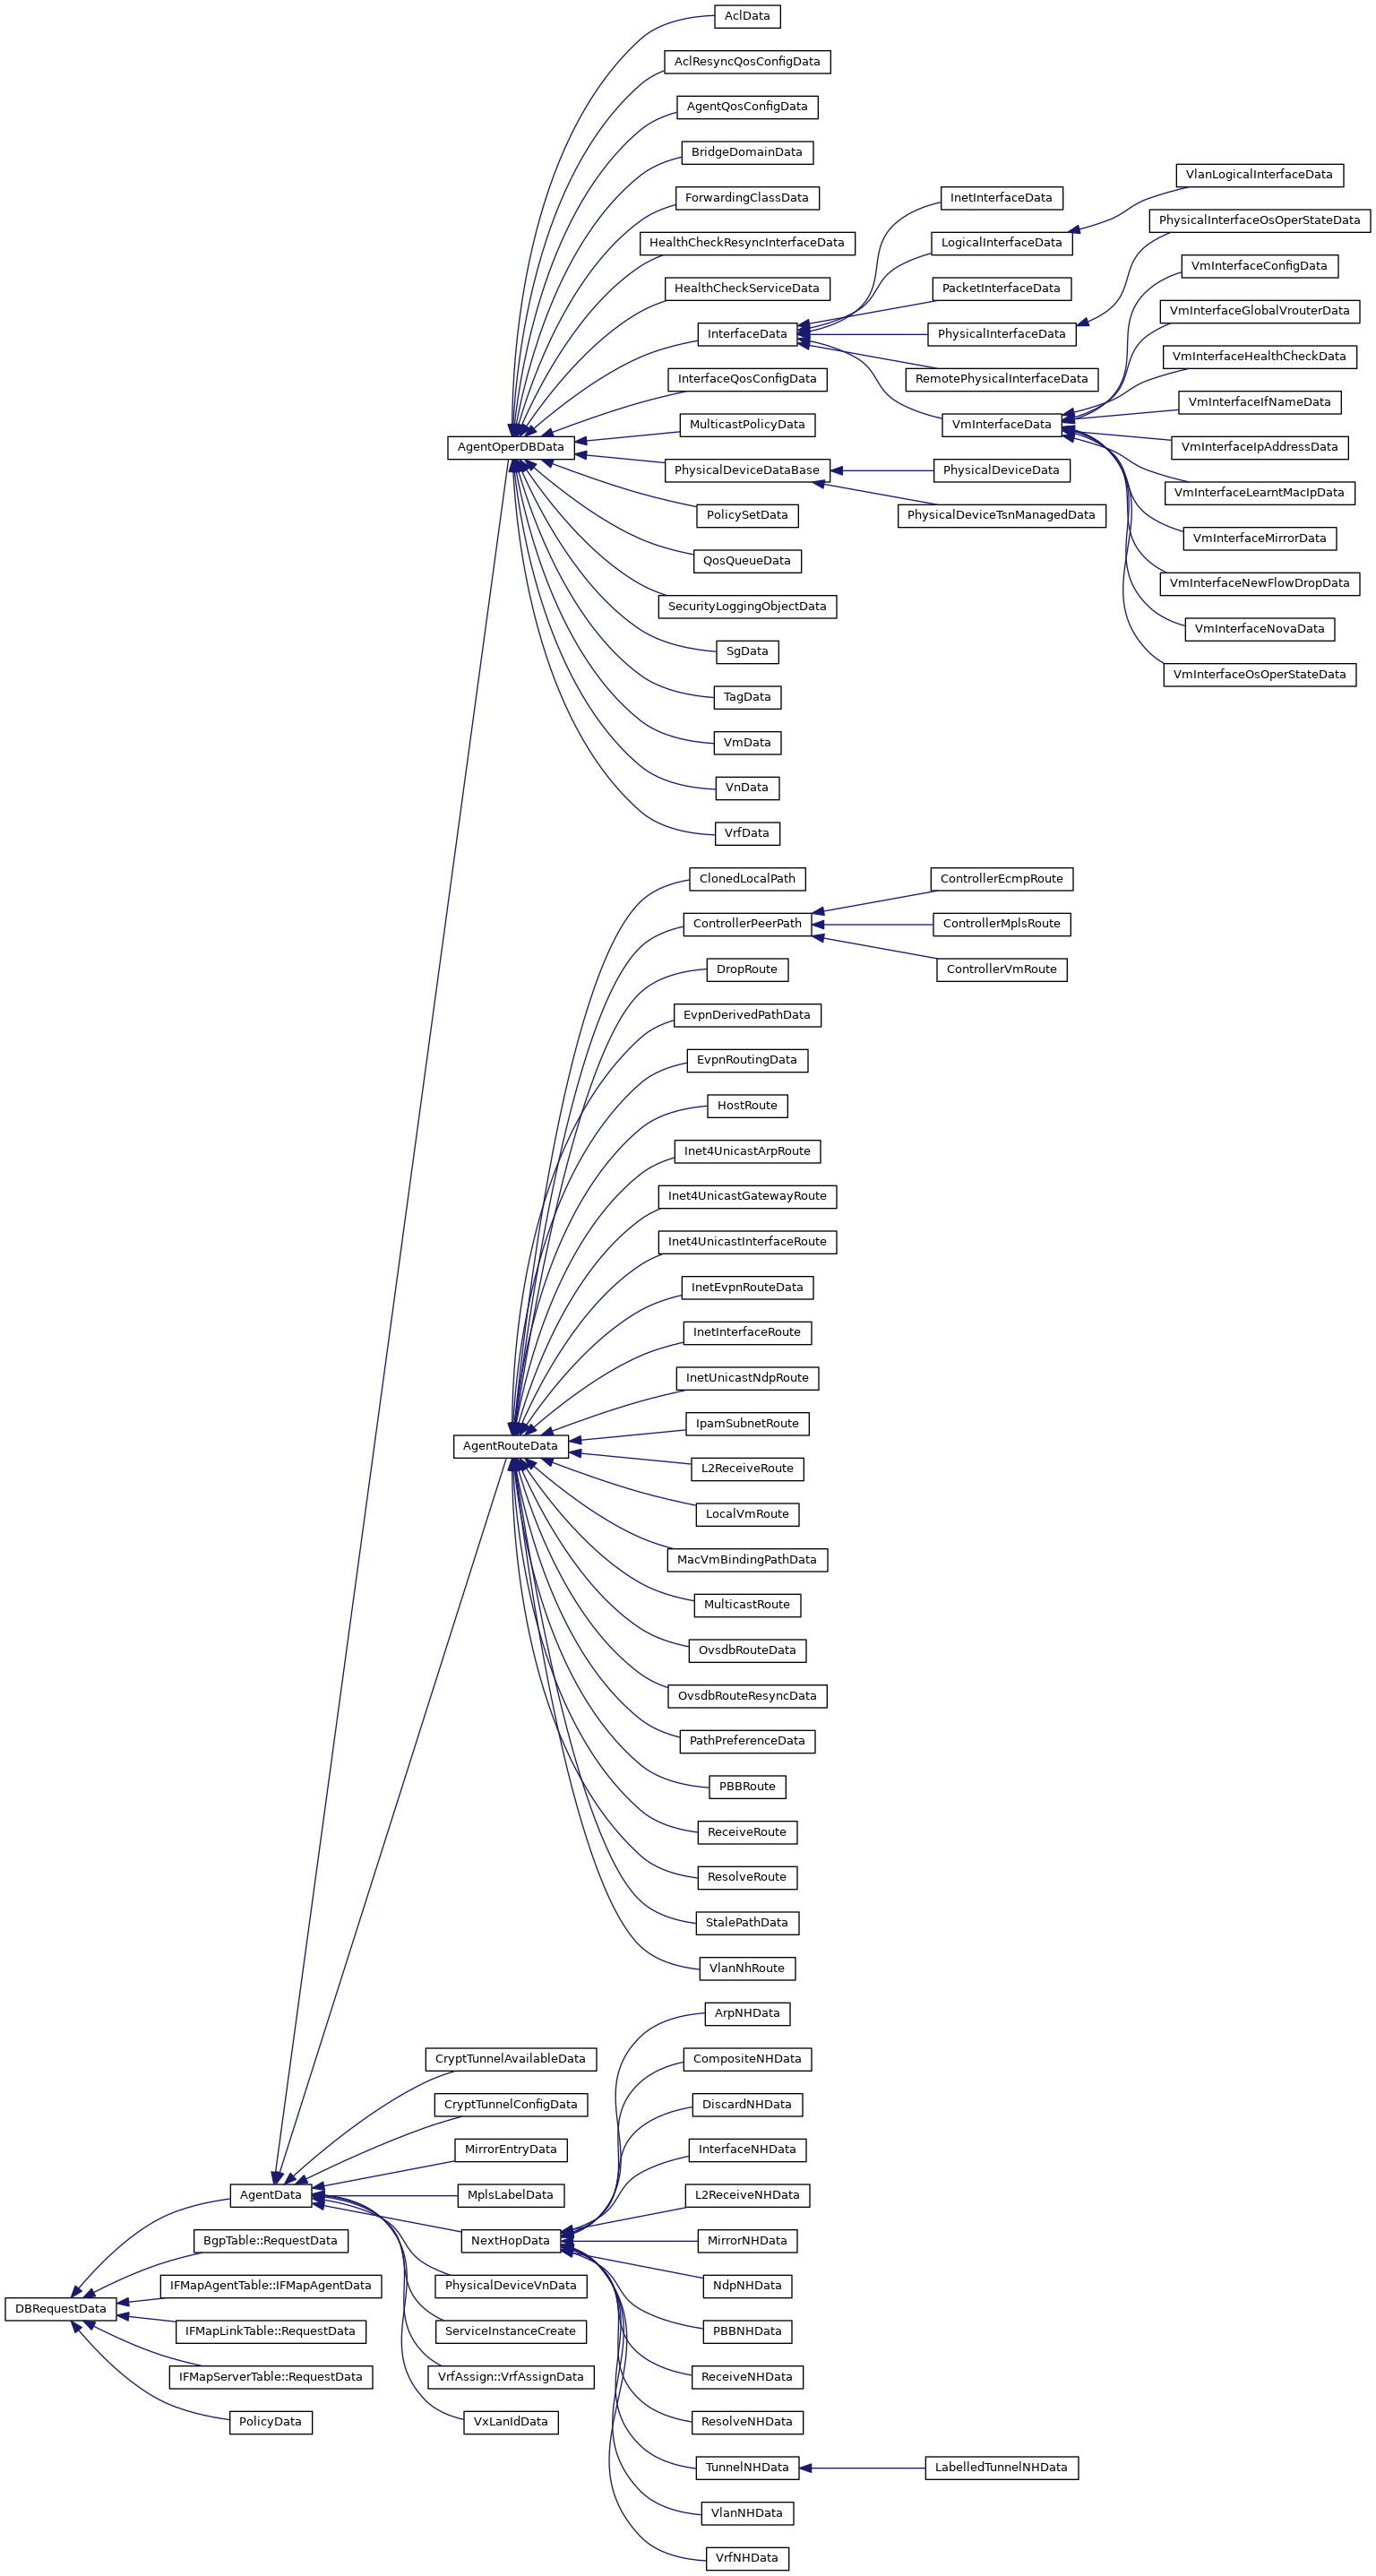 AclData
AclResyncQosConfigData
AgentQosConfigData
BridgeDomainData
ForwardingClassData
HealthCheckResyncInterfaceData
HealthCheckServiceData
InterfaceData
InterfaceQosConfigData
MulticastPolicyData
PhysicalDeviceDataBase
PolicySetData
QosQueueData
SecurityLoggingObjectData
SgData
TagData
VmData
VnData
VrfData
AgentOperDBData
InetInterfaceData
LogicalInterfaceData
PacketInterfaceData
PhysicalInterfaceData
RemotePhysicalInterfaceData
VmInterfaceData
PhysicalDeviceData
PhysicalDeviceTsnManagedData
VlanLogicalInterfaceData
PhysicalInterfaceOsOperStateData
VmInterfaceConfigData
VmInterfaceGlobalVrouterData
VmInterfaceHealthCheckData
VmInterfaceIfNameData
VmInterfaceIpAddressData
VmInterfaceLearntMacIpData
VmInterfaceMirrorData
VmInterfaceNewFlowDropData
VmInterfaceNovaData
VmInterfaceOsOperStateData
ClonedLocalPath
ControllerPeerPath
DropRoute
EvpnDerivedPathData
EvpnRoutingData
HostRoute
Inet4UnicastArpRoute
Inet4UnicastGatewayRoute
Inet4UnicastInterfaceRoute
InetEvpnRouteData
InetInterfaceRoute
InetUnicastNdpRoute
IpamSubnetRoute
L2ReceiveRoute
LocalVmRoute
MacVmBindingPathData
MulticastRoute
OvsdbRouteData
OvsdbRouteResyncData
PathPreferenceData
PBBRoute
ReceiveRoute
ResolveRoute
StalePathData
VlanNhRoute
AgentRouteData
ControllerEcmpRoute
ControllerMplsRoute
ControllerVmRoute
CryptTunnelAvailableData
CryptTunnelConfigData
MirrorEntryData
MplsLabelData
NextHopData
PhysicalDeviceVnData
ServiceInstanceCreate
VrfAssign::VrfAssignData
VxLanIdData
ArpNHData
CompositeNHData
DiscardNHData
InterfaceNHData
L2ReceiveNHData
MirrorNHData
NdpNHData
PBBNHData
ReceiveNHData
ResolveNHData
TunnelNHData
VlanNHData
VrfNHData
LabelledTunnelNHData
AgentData
BgpTable::RequestData
IFMapAgentTable::IFMapAgentData
IFMapLinkTable::RequestData
IFMapServerTable::RequestData
PolicyData
DBRequestData